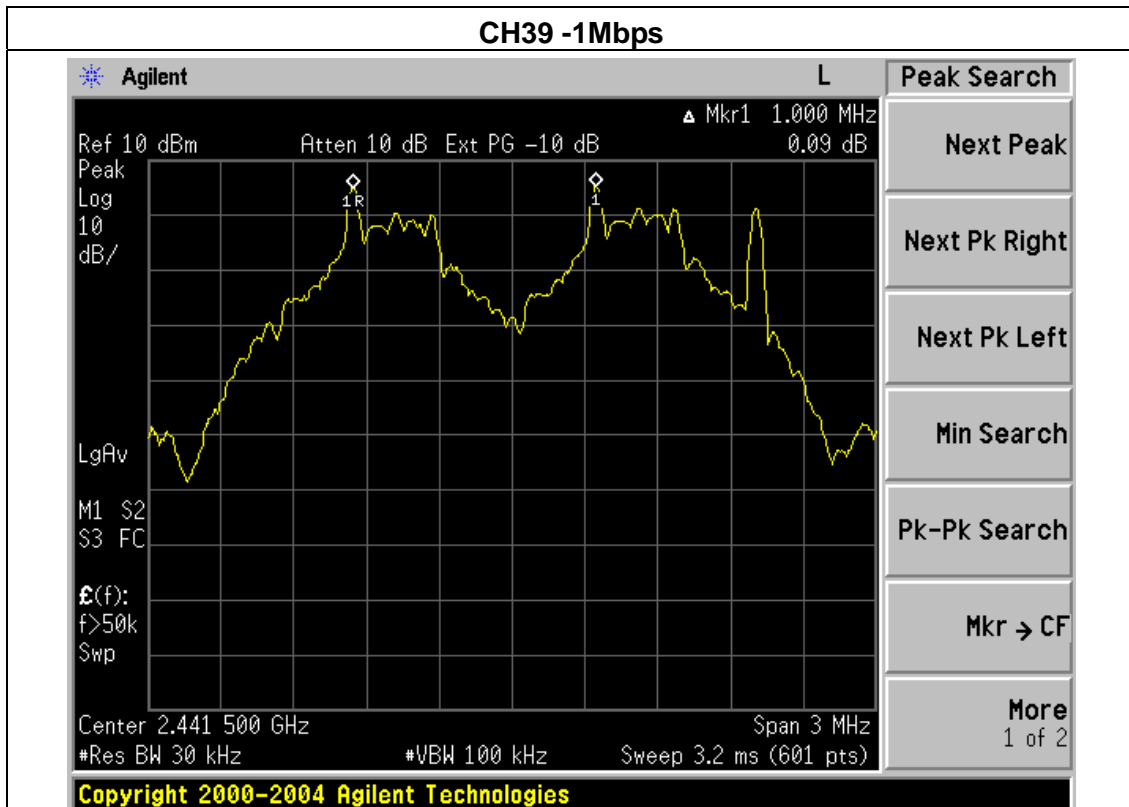 CH39 -1Mbps
Agilent L Peak Search
Δ Mkr1 1.000 MHz
Ref 10 dBm Atten 10 dB Ext PG -10 dB 0.09 dB
Peak
Log
10
dB/
1R
1
LgAv
M1 S2
S3 FC
£(f):
f>50k
Swp
Center 2.441 500 GHz Span 3 MHz
#Res BW 30 kHz #VBW 100 kHz Sweep 3.2 ms (601 pts)
Copyright 2000-2004 Agilent Technologies
Next Peak
Next Pk Right
Next Pk Left
Min Search
Pk-Pk Search
Mkr → CF
More
1 of 2